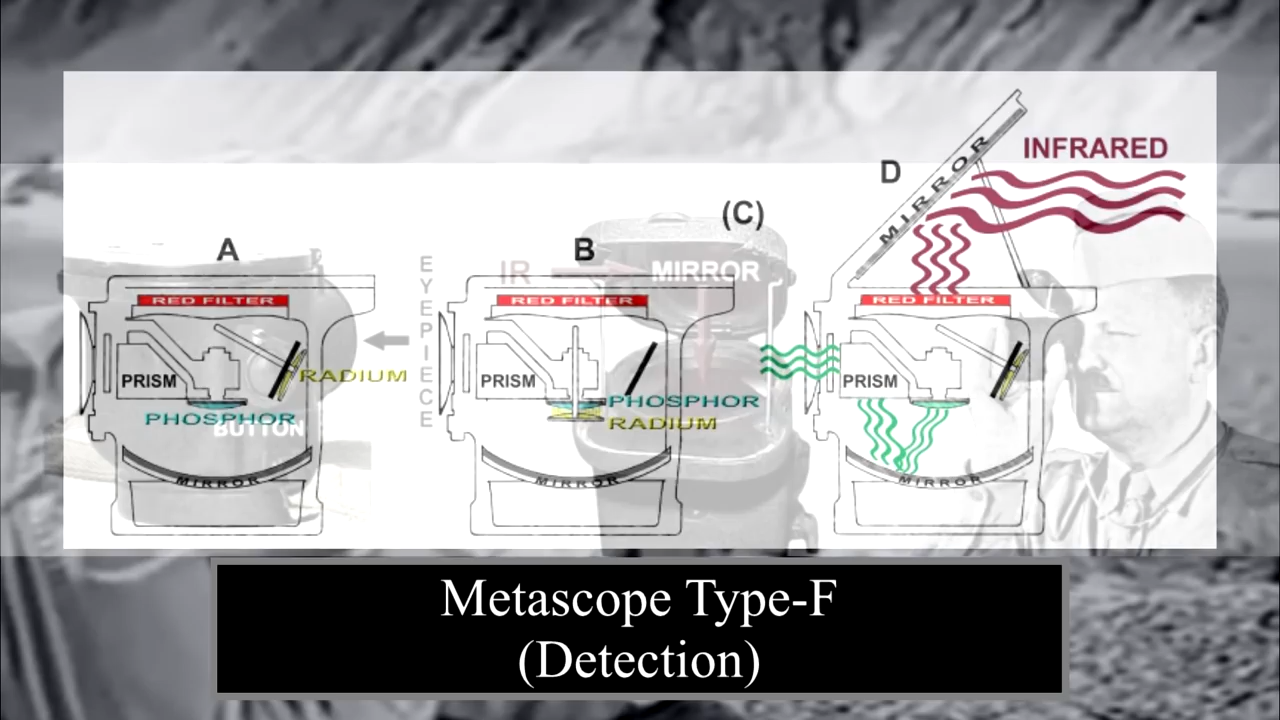 INFRARED
D
MIRROR
(C)
A
B
EYEPIECE
IR
MIRROR
RED FILTER
RED FILTER
RED FILTER
PRISM
RADIUM
PRISM
PRISM
PHOSPHOR
PHOSPHOR
BUTTON
RADIUM
MIRROR
MIRROR
MIRROR
Metascope Type-F
(Detection)